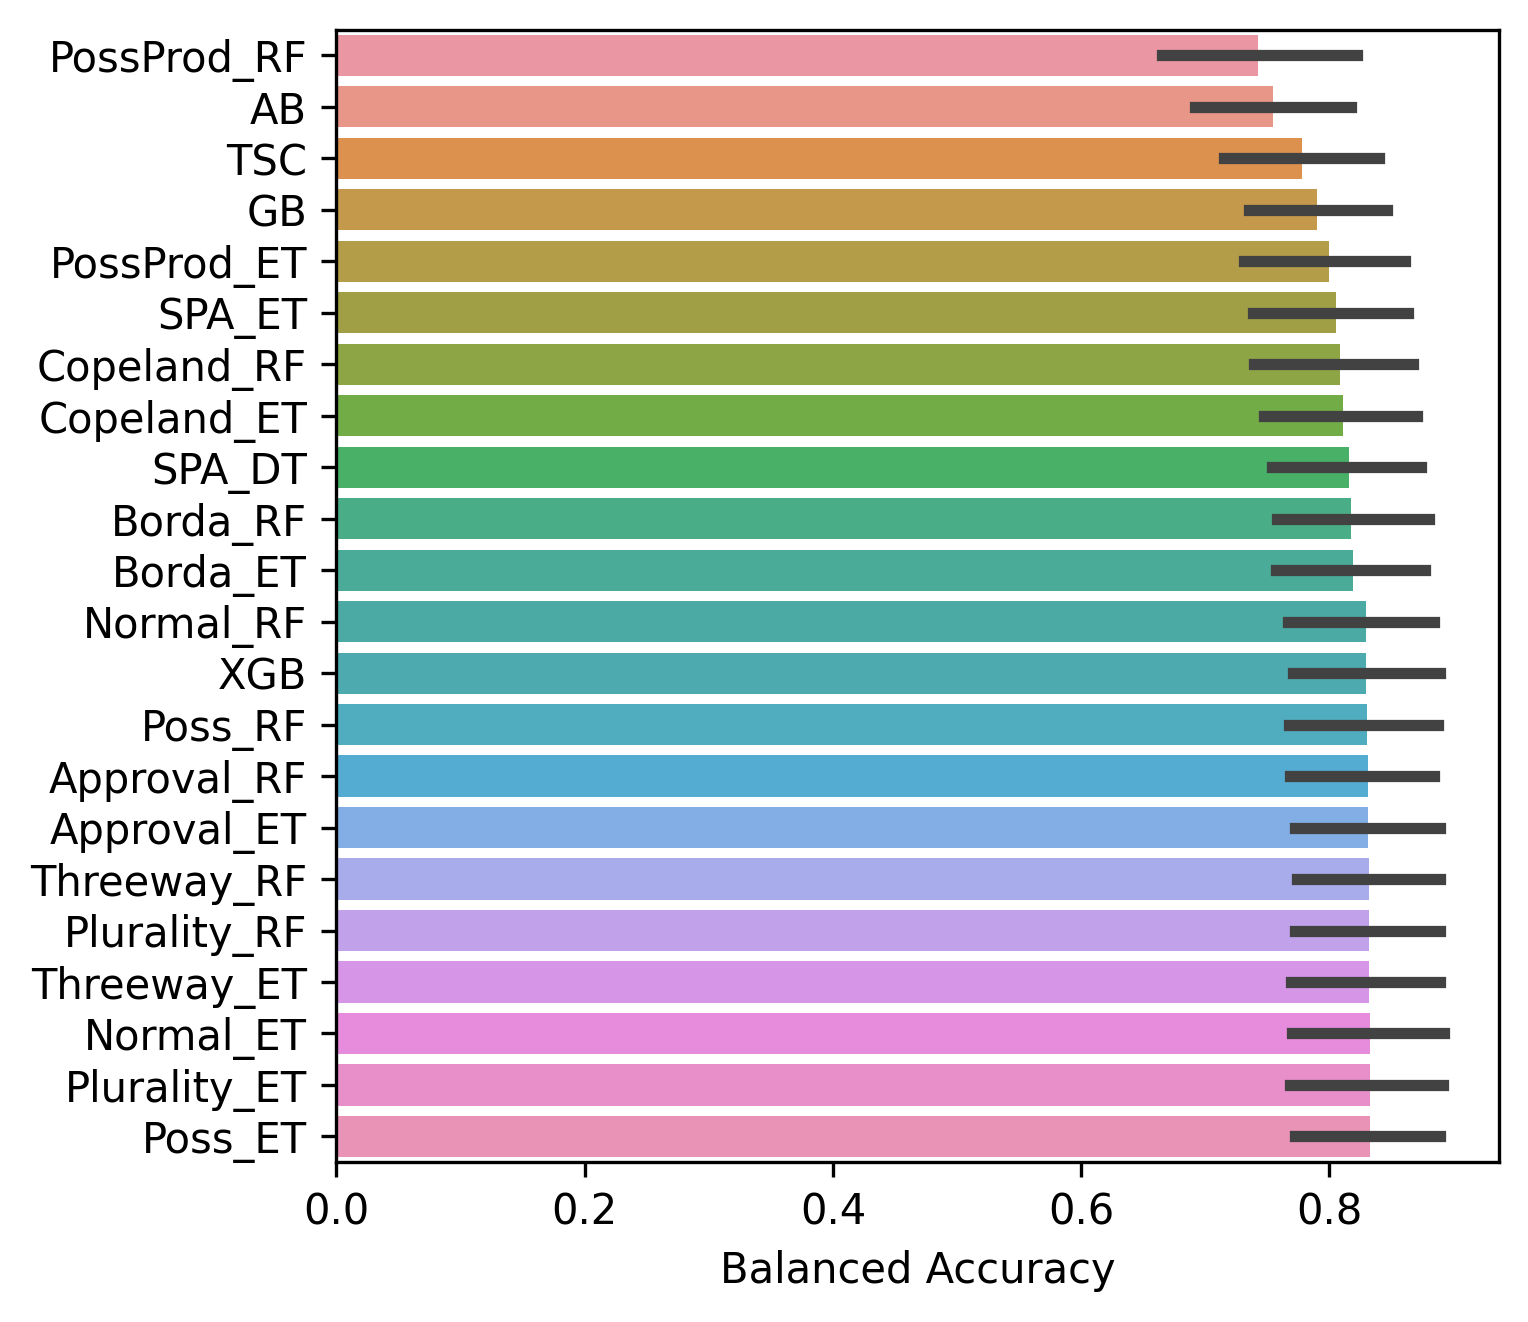 PossProd_RF
AB
TSC
GB
PossProd_ET
SPA_ET
Copeland_RF
Copeland_ET
SPA_DT
Borda_RF
Borda_ET
Normal_RF
XGB
Poss_RF
Approval_RF
Approval_ET
Threeway_RF
Plurality_RF
Threeway_ET
Normal_ET
Plurality_ET
Poss_ET
0.0 0.2 0.4 0.6 0.8
Balanced Accuracy